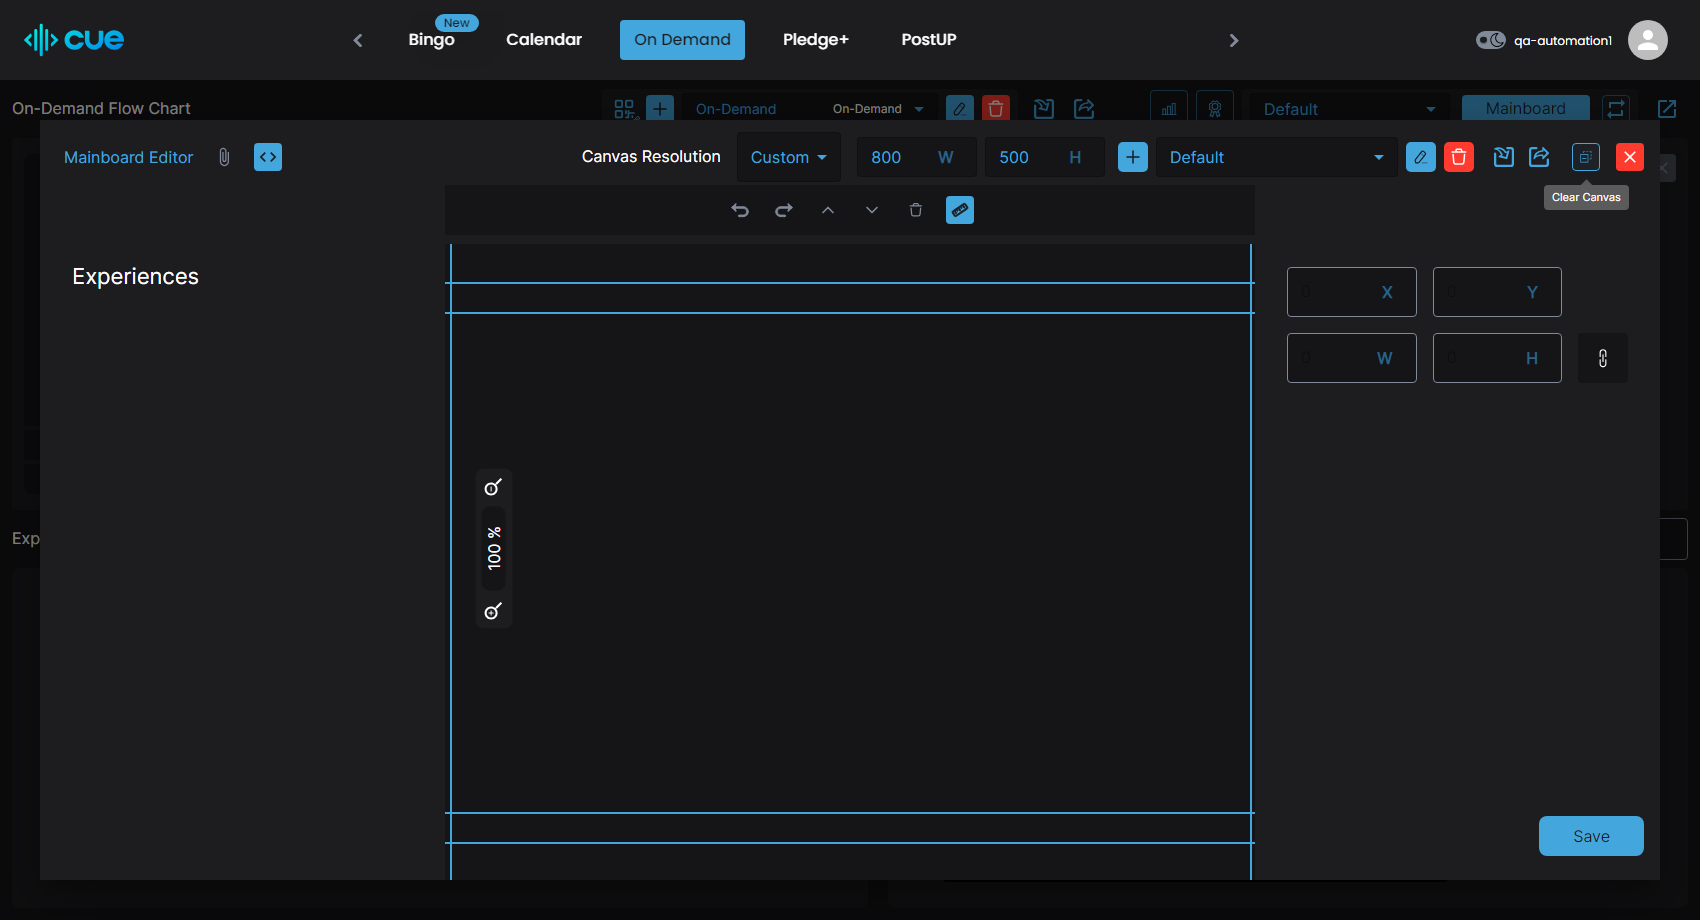 cue
New
Bingo
Calendar
On Demand
Pledge+
PostUP
qa-automation1
On-Demand Flow Chart
On-Demand
On-Demand
Default
Mainboard
Mainboard Editor
Canvas Resolution
Custom
800 W
500 H
Default
Clear Canvas
Experiences
0 X
0 Y
0 W
0 H
100 %
Exp
Save